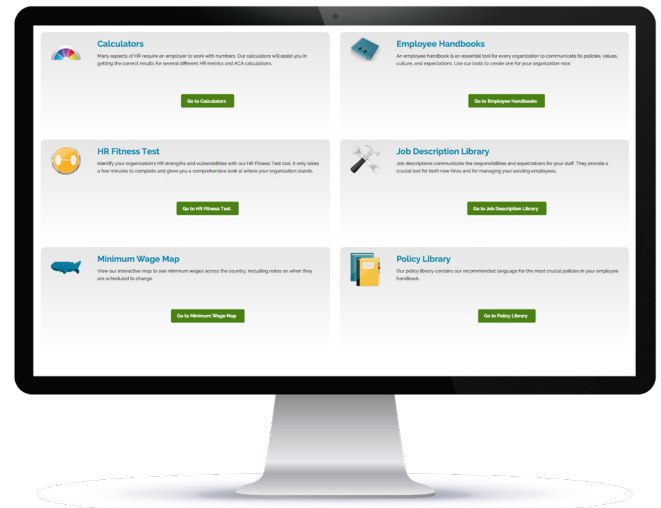 Calculators
Many aspects of HR require an employer to work with numbers. Our calculators will assist you in
getting the correct results for several different HR metrics and ACA calculations.
Go to Calculators
Employee Handbooks
An employee handbook is an essential tool for every organization to communicate its policies, values,
culture, and expectations. Use our tools to create one for your organization now.
Go to Employee Handbooks
HR Fitness Test
Identify your organization's HR strengths and vulnerabilities with our HR Fitness Test tool. It only takes
a few minutes to complete and gives you a comprehensive look at where your organization stands.
Go to HR Fitness Test
Job Description Library
Job descriptions communicate the responsibilities and expectations for your staff. They provide a
crucial tool for both new hires and for managing your existing employees.
Go to Job Description Library
Minimum Wage Map
View our interactive map to see minimum wages across the country, including notes on when they
are scheduled to change.
Go to Minimum Wage Map
Policy Library
Our policy library contains our recommended language for the most crucial policies in your employee
handbook.
Go to Policy Library